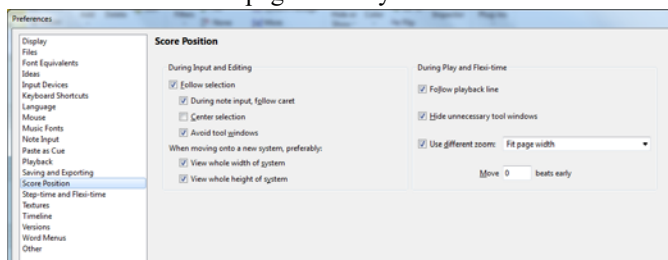 Preferences
Display
Files
Font Equivalents
Ideas
Input Devices
Keyboard Shortcuts
Language
Mouse
Music Fonts
Note Input
Paste as Cue
Playback
Saving and Exporting
Score Position
Step-time and Flexi-time
Textures
Timeline
Versions
Word Menus
Other
Score Position
During Input and Editing
Follow selection
During note input, follow caret
Center selection
Avoid tool windows
When moving onto a new system, preferably:
View whole width of system
View whole height of system
During Play and Flexi-time
Follow playback line
Hide unnecessary tool windows
Use different zoom: Fit page width
Move 0 beats early